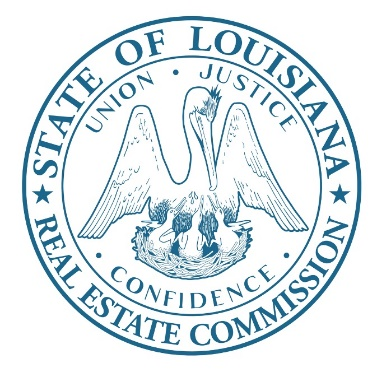 ★ STATE OF LOUISIANA ★
UNION · JUSTICE
· CONFIDENCE ·
REAL ESTATE COMMISSION